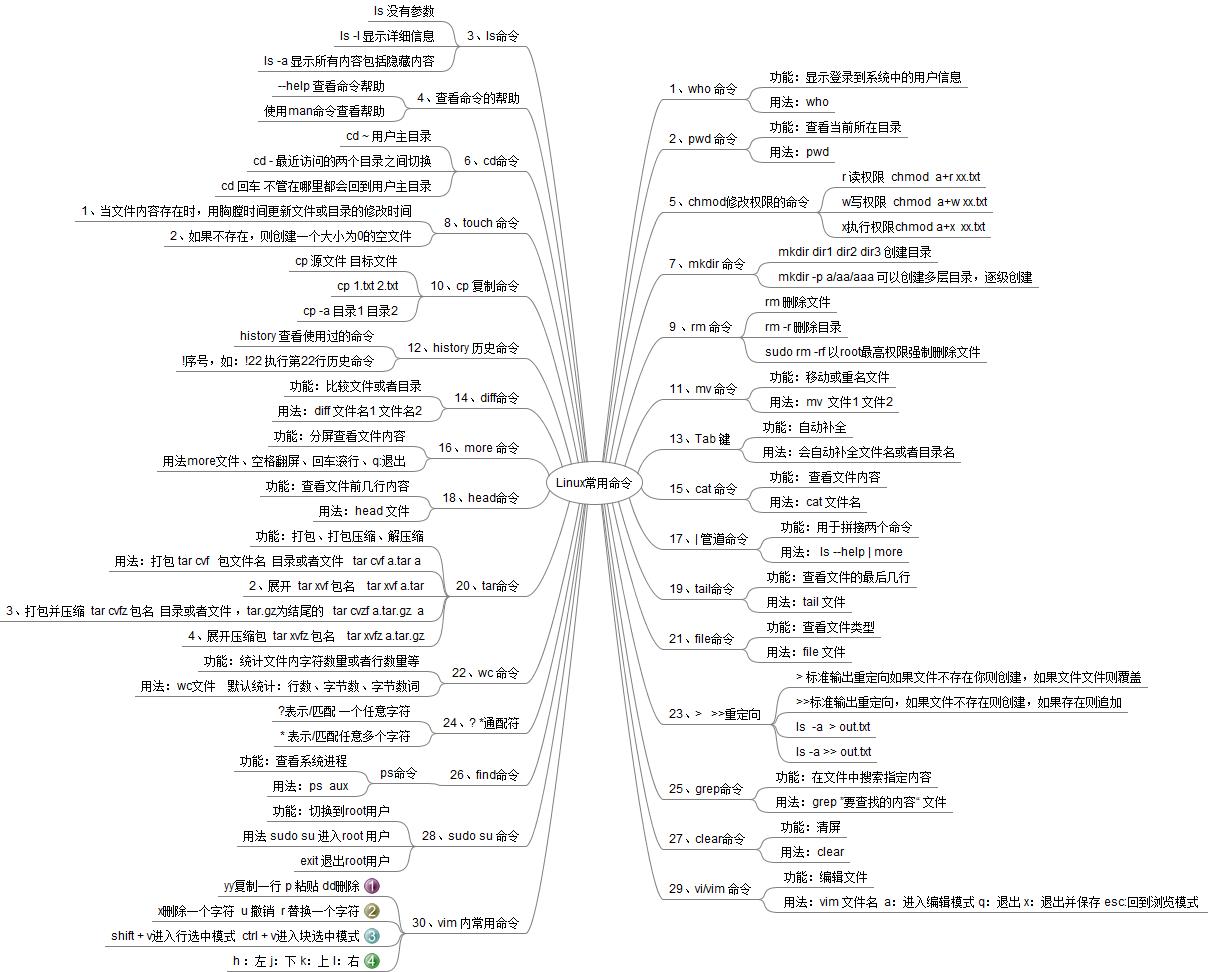 Linux常用命令
1、who 命令
功能：显示登录到系统中的用户信息
用法：who
2、pwd 命令
功能：查看当前所在目录
用法：pwd
3、ls命令
ls 没有参数
ls -l 显示详细信息
ls -a 显示所有内容包括隐藏内容
4、查看命令的帮助
--help 查看命令帮助
使用man命令查看帮助
5、chmod修改权限的命令
r 读权限 chmod a+r xx.txt
w写权限 chmod a+w xx.txt
x执行权限chmod a+x xx.txt
6、cd命令
cd ~ 用户主目录
cd - 最近访问的两个目录之间切换
cd 回车 不管在哪里都会回到用户主目录
7、mkdir 命令
mkdir dir1 dir2 dir3 创建目录
mkdir -p a/aa/aaa 可以创建多层目录，逐级创建
8、touch 命令
1、当文件内容存在时，用胸膛时间更新文件或目录的修改时间
2、如果不存在，则创建一个大小为0的空文件
9 、rm 命令
rm 删除文件
rm -r 删除目录
sudo rm -rf 以root最高权限强制删除文件
10、cp 复制命令
cp 源文件 目标文件
cp 1.txt 2.txt
cp -a 目录1 目录2
11、mv 命令
功能：移动或重名文件
用法：mv 文件1 文件2
12、history 历史命令
history 查看使用过的命令
!序号，如：!22 执行第22行历史命令
13、Tab 键
功能：自动补全
用法：会自动补全文件名或者目录名
14、diff命令
功能：比较文件或者目录
用法：diff 文件名1 文件名2
15、cat 命令
功能： 查看文件内容
用法：cat 文件名
16、more 命令
功能：分屏查看文件内容
用法more文件、空格翻屏、回车滚行、q:退出
17、| 管道命令
功能：用于拼接两个命令
用法： ls --help | more
18、head命令
功能：查看文件前几行内容
用法：head 文件
19、tail命令
功能：查看文件的最后几行
用法：tail 文件
20、tar命令
功能：打包、打包压缩、解压缩
用法：打包 tar cvf 包文件名 目录或者文件 tar cvf a.tar a
2、展开 tar xvf 包名 tar xvf a.tar
3、打包并压缩 tar cvfz 包名 目录或者文件 ，tar.gz为结尾的 tar cvzf a.tar.gz a
4、展开压缩包 tar xvfz 包名 tar xvfz a.tar.gz
21、file命令
功能：查看文件类型
用法：file 文件
22、wc 命令
功能：统计文件内字符数量或者行数量等
用法：wc文件 默认统计：行数、字节数、字节数词
23、> >>重定向
> 标准输出重定向如果文件不存在你则创建，如果文件文件则覆盖
>>标准输出重定向，如果文件不存在则创建，如果存在则追加
ls -a > out.txt
ls -a >> out.txt
24、? *通配符
?表示/匹配 一个任意字符
* 表示/匹配任意多个字符
25、grep命令
功能：在文件中搜索指定内容
用法：grep ”要查找的内容“ 文件
26、find命令
ps命令
功能：查看系统进程
用法：ps aux
27、clear命令
功能：清屏
用法：clear
28、sudo su 命令
功能：切换到root用户
用法 sudo su 进入root 用户
exit 退出root用户
29、vi/vim 命令
功能：编辑文件
用法：vim 文件名 a：进入编辑模式 q：退出 x：退出并保存 esc:回到浏览模式
30、vim 内常用命令
yy复制一行 p 粘贴 dd删除 1
x删除一个字符 u 撤销 r 替换一个字符 2
shift + v进入行选中模式 ctrl + v进入块选中模式 3
h：左 j：下 k：上 l：右 4